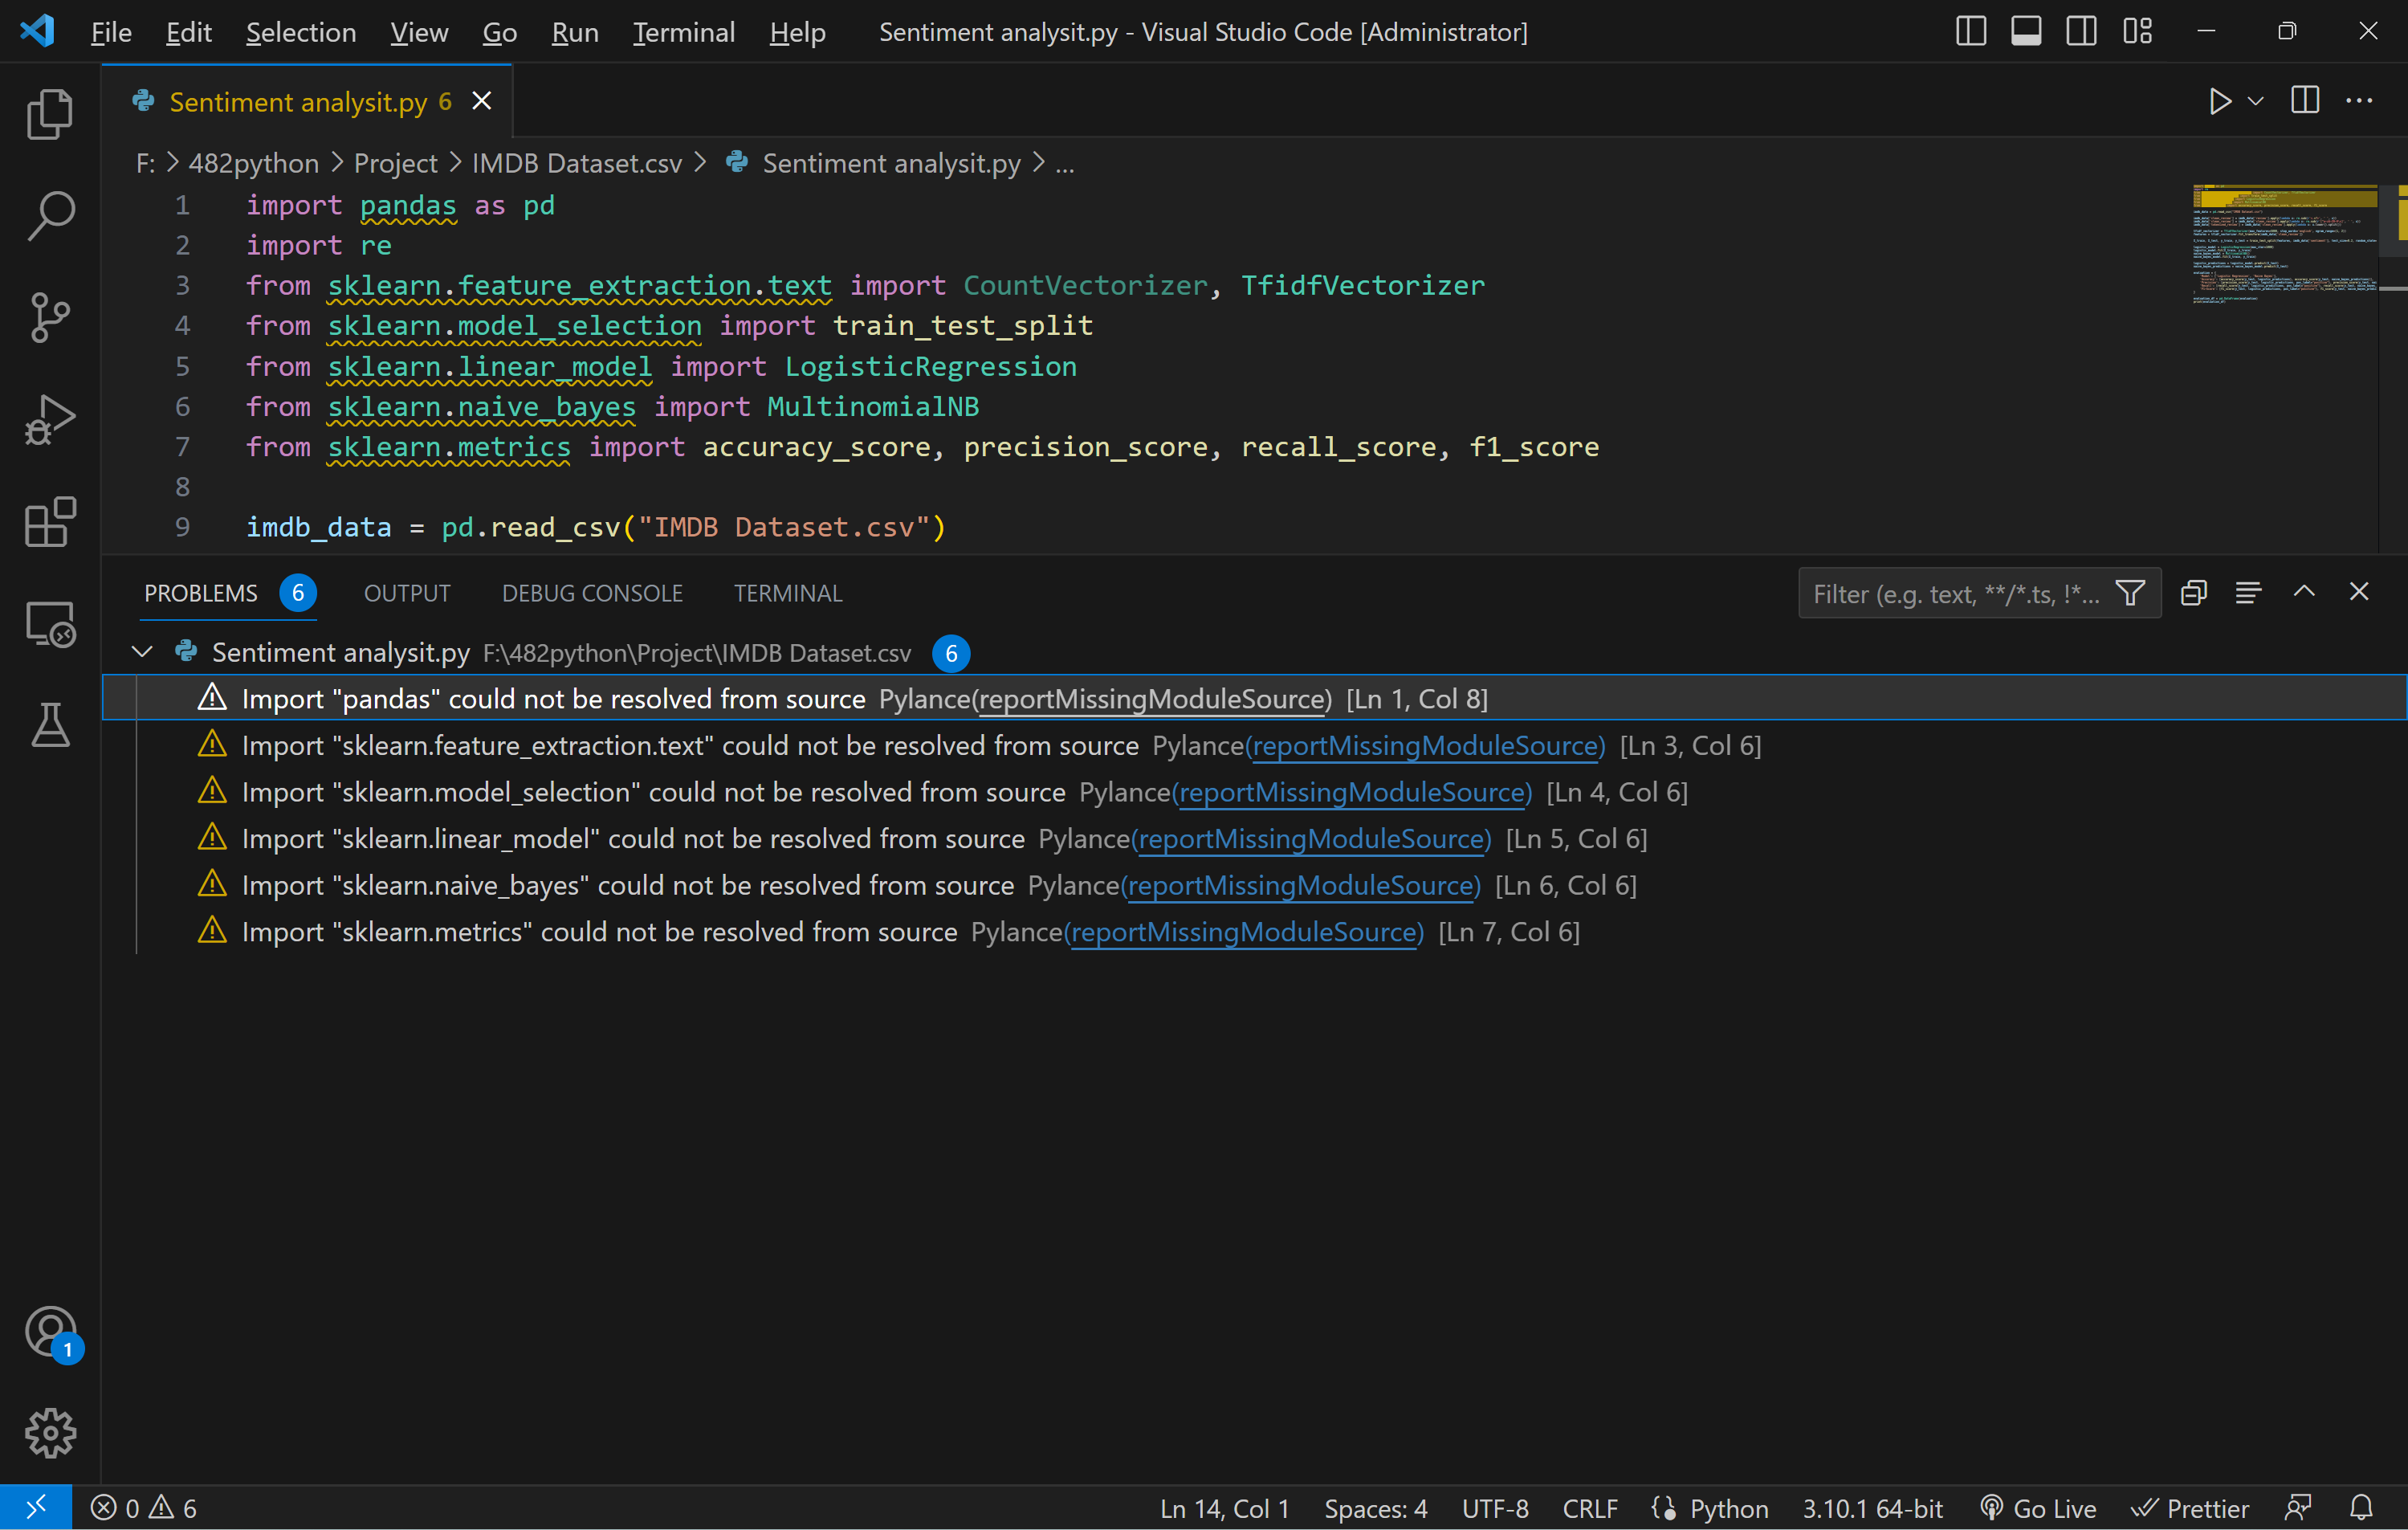 File Edit Selection View Go Run Terminal Help Sentiment analysit.py - Visual Studio Code [Administrator]
Sentiment analysit.py 6
F: > 482python > Project > IMDB Dataset.csv > Sentiment analysit.py > ...
1 import pandas as pd
2 import re
3 from sklearn.feature_extraction.text import CountVectorizer, TfidfVectorizer
4 from sklearn.model_selection import train_test_split
5 from sklearn.linear_model import LogisticRegression
6 from sklearn.naive_bayes import MultinomialNB
7 from sklearn.metrics import accuracy_score, precision_score, recall_score, f1_score
8
9 imdb_data = pd.read_csv("IMDB Dataset.csv")
PROBLEMS 6 OUTPUT DEBUG CONSOLE TERMINAL Filter (e.g. text, **/*.ts, !*...
Sentiment analysit.py F:\482python\Project\IMDB Dataset.csv 6
Import "pandas" could not be resolved from source Pylance(reportMissingModuleSource) [Ln 1, Col 8]
Import "sklearn.feature_extraction.text" could not be resolved from source Pylance(reportMissingModuleSource) [Ln 3, Col 6]
Import "sklearn.model_selection" could not be resolved from source Pylance(reportMissingModuleSource) [Ln 4, Col 6]
Import "sklearn.linear_model" could not be resolved from source Pylance(reportMissingModuleSource) [Ln 5, Col 6]
Import "sklearn.naive_bayes" could not be resolved from source Pylance(reportMissingModuleSource) [Ln 6, Col 6]
Import "sklearn.metrics" could not be resolved from source Pylance(reportMissingModuleSource) [Ln 7, Col 6]
1
0 6 Ln 14, Col 1 Spaces: 4 UTF-8 CRLF Python 3.10.1 64-bit Go Live Prettier